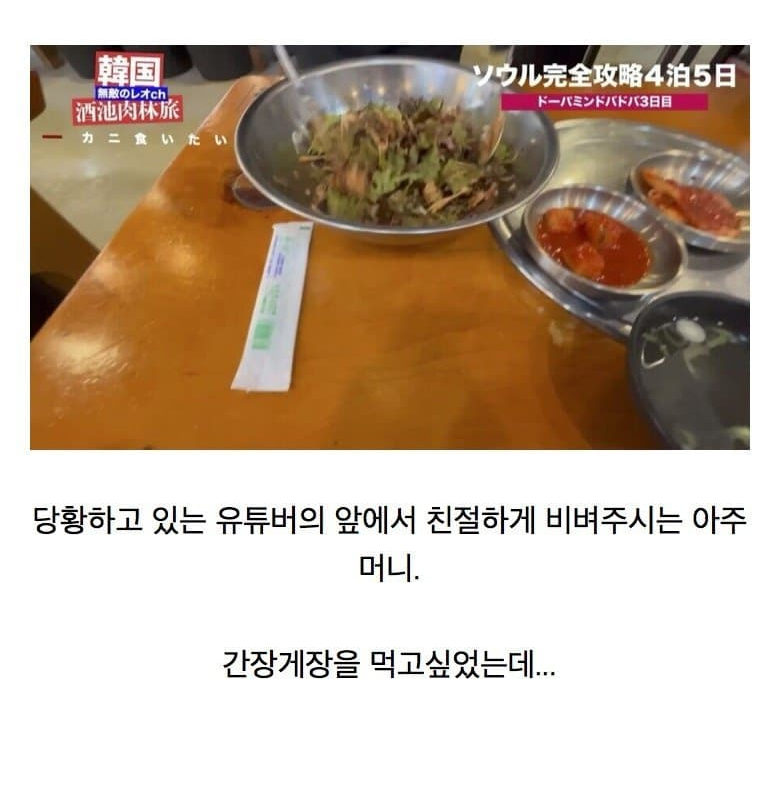 韓国
無敵のレオch
酒池肉林旅
カニ食いたい
ソウル完全攻略4泊5日
ドーパミンドバドバ3日目
당황하고 있는 유튜버의 앞에서 친절하게 비벼주시는 아주
머니.
간장게장을 먹고싶었는데...